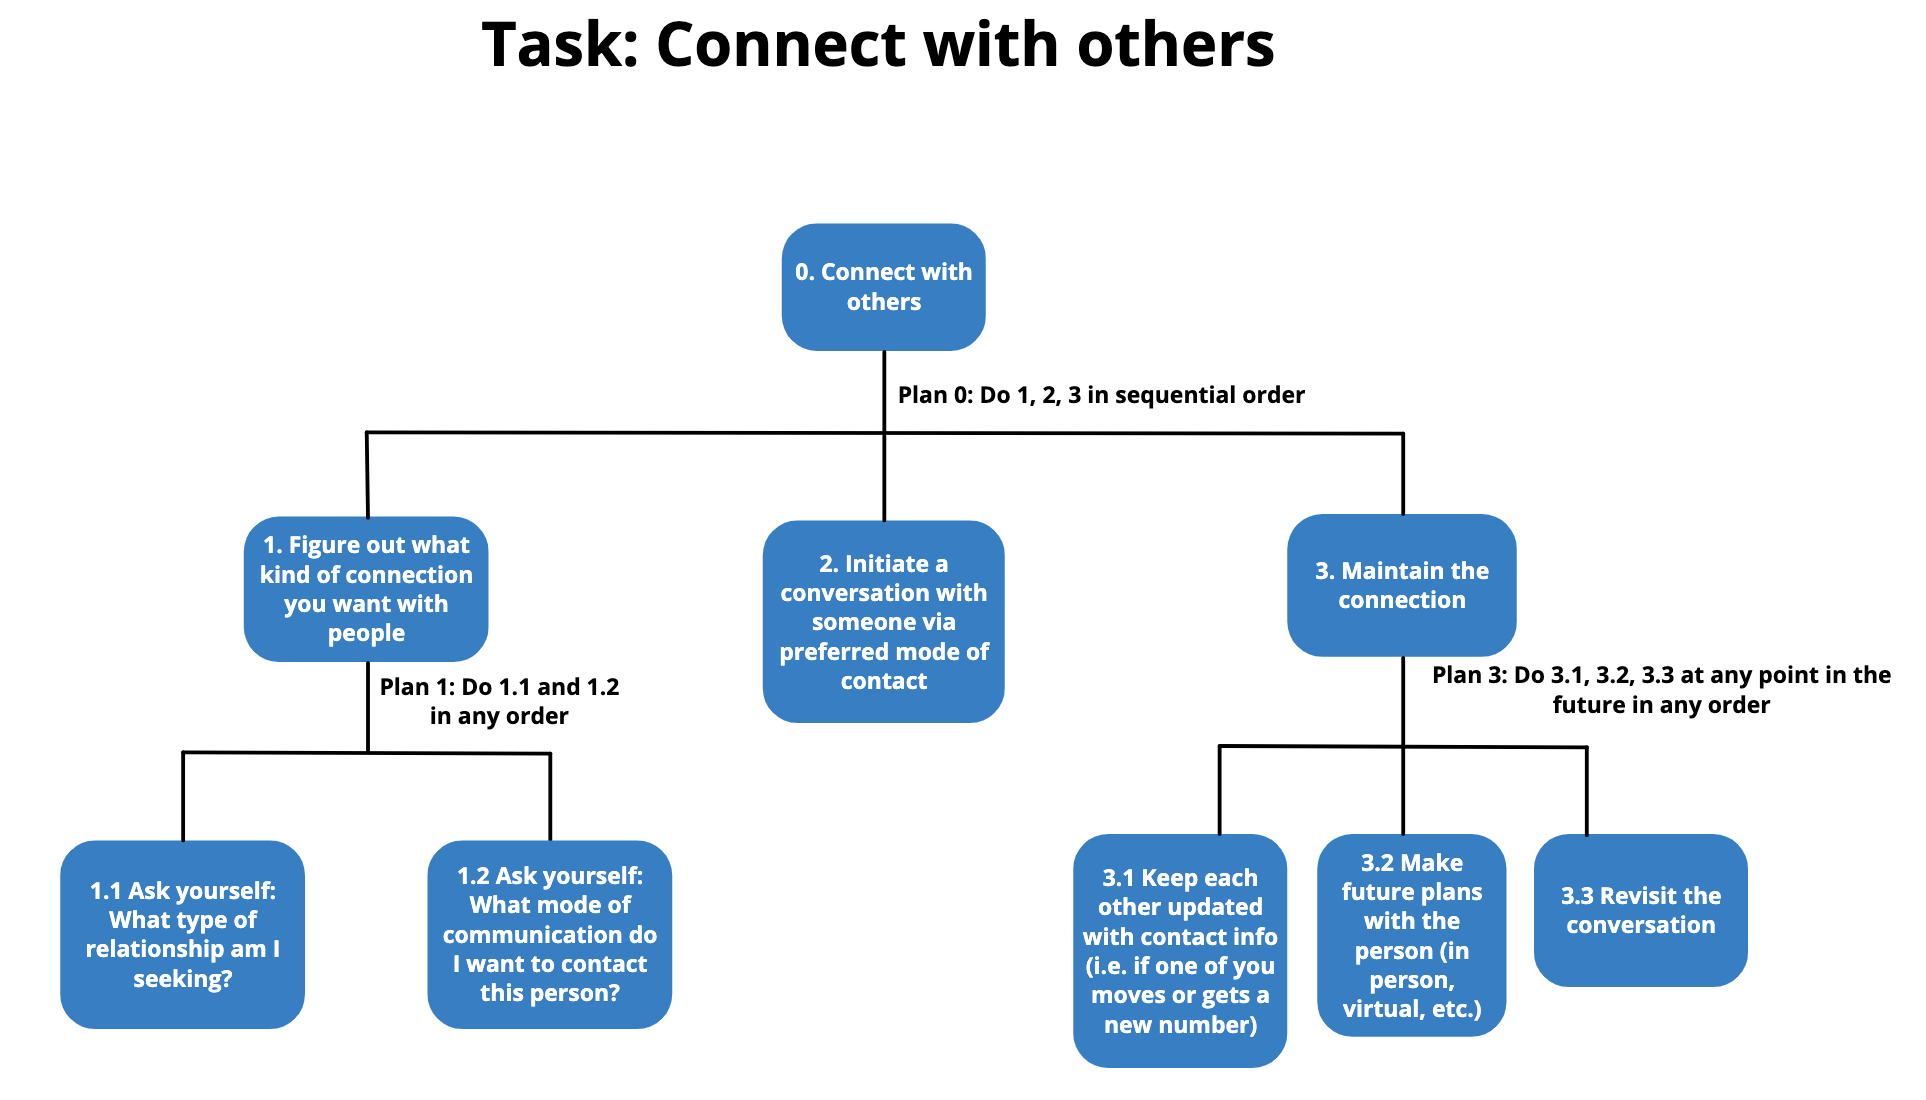 Task: Connect with others
0. Connect with
others
Plan 0: Do 1, 2, 3 in sequential order
1. Figure out what
kind of connection
you want with
people
2. Initiate a
conversation with
someone via
preferred mode of
contact
3. Maintain the
connection
Plan 1: Do 1.1 and 1.2
in any order
Plan 3: Do 3.1, 3.2, 3.3 at any point in the
future in any order
1.1 Ask yourself:
What type of
relationship am I
seeking?
1.2 Ask yourself:
What mode of
communication do
I want to contact
this person?
3.1 Keep each
other updated
with contact info
(i.e. if one of you
moves or gets a
new number)
3.2 Make
future plans
with the
person (in
person,
virtual, etc.)
3.3 Revisit the
conversation